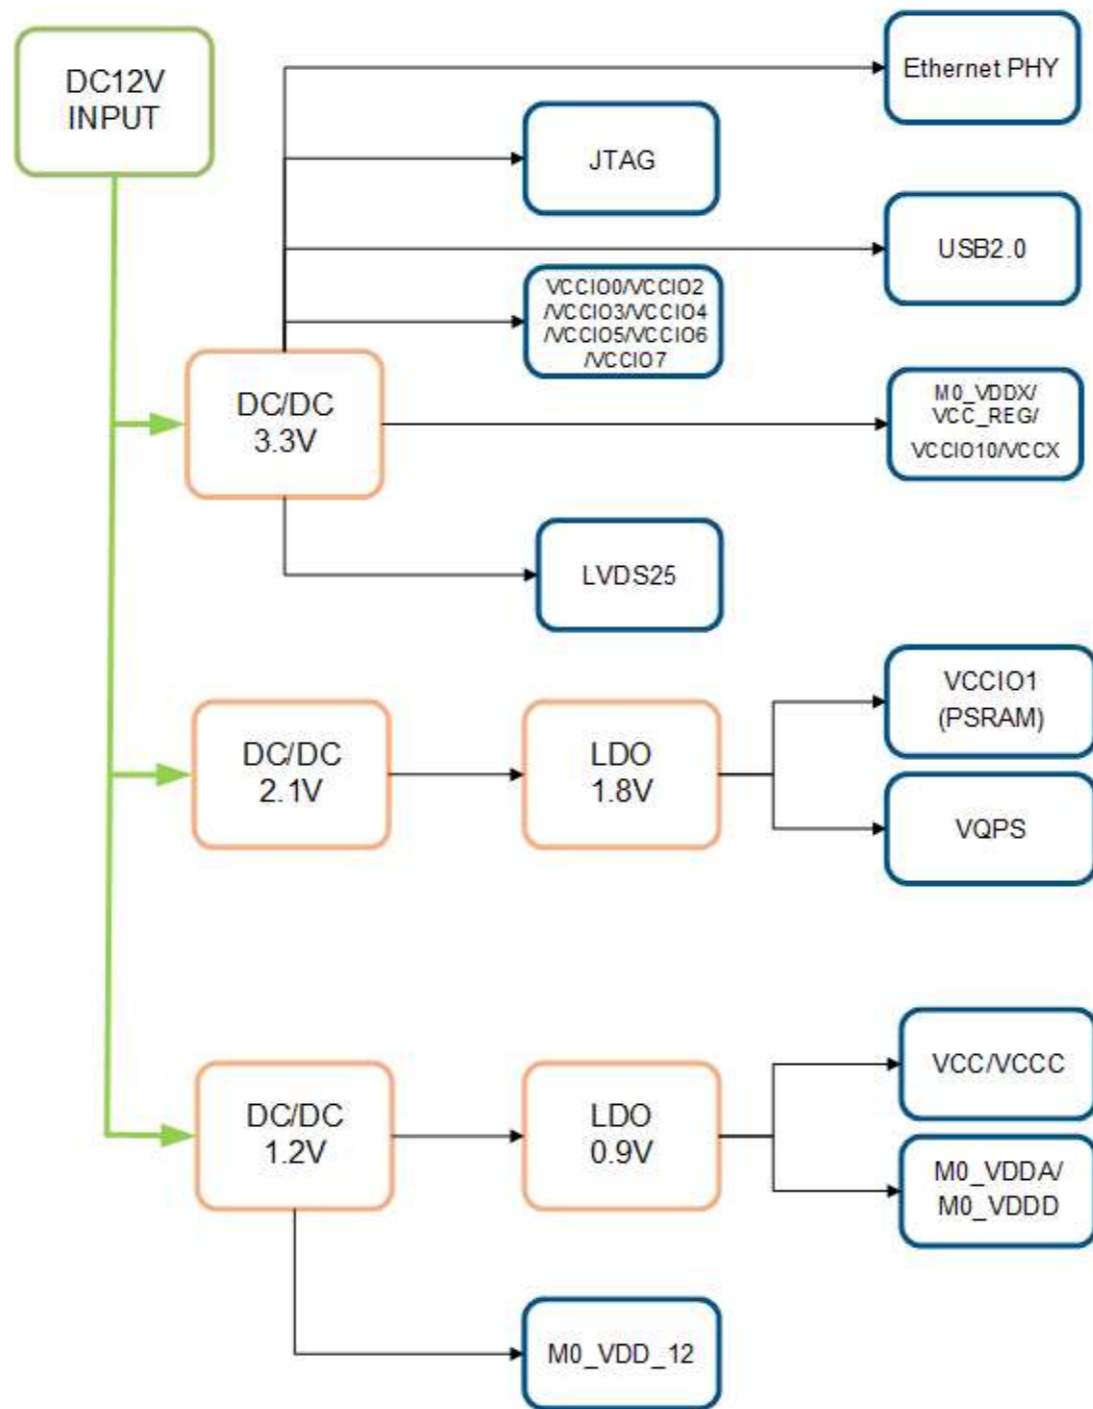 DC12V
INPUT
Ethernet PHY
JTAG
USB2.0
VCCIO0/VCCIO2
/VCCIO3/VCCIO4
/VCCIO5/VCCIO6
/VCCIO7
DC/DC
3.3V
M0_VDDX/
VCC_REG/
VCCIO10/VCCX
LVDS25
DC/DC
2.1V
LDO
1.8V
VCCIO1
(PSRAM)
VQPS
DC/DC
1.2V
LDO
0.9V
VCC/VCCC
M0_VDDA/
M0_VDDD
M0_VDD_12